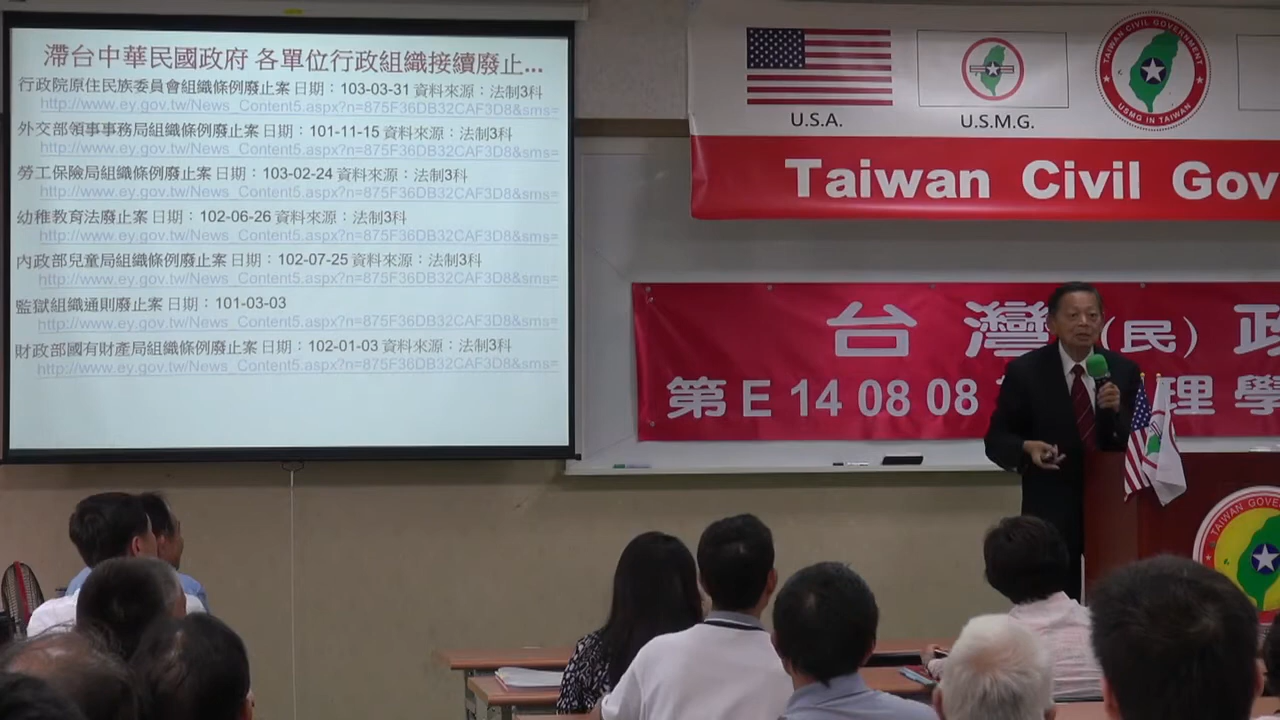 滯台中華民國政府 各單位行政組織接續廢止...
行政院原住民族委員會組織條例廢止案 日期：103-03-31 資料來源：法制3科
http://www.ey.gov.tw/News_Content5.aspx?n=875F36DB32CAF3D8&sms=
外交部領事事務局組織條例廢止案 日期：101-11-15 資料來源：法制3科
http://www.ey.gov.tw/News_Content5.aspx?n=875F36DB32CAF3D8&sms=
勞工保險局組織條例廢止案 日期：103-02-24 資料來源：法制3科
http://www.ey.gov.tw/News_Content5.aspx?n=875F36DB32CAF3D8&sms=
幼稚教育法廢止案 日期：102-06-26 資料來源：法制3科
http://www.ey.gov.tw/News_Content5.aspx?n=875F36DB32CAF3D8&sms=
內政部兒童局組織條例廢止案 日期：102-07-25 資料來源：法制3科
http://www.ey.gov.tw/News_Content5.aspx?n=875F36DB32CAF3D8&sms=
監獄組織通則廢止案 日期：101-03-03
http://www.ey.gov.tw/News_Content5.aspx?n=875F36DB32CAF3D8&sms=
財政部國有財產局組織條例廢止案 日期：102-01-03 資料來源：法制3科
http://www.ey.gov.tw/News_Content5.aspx?n=875F36DB32CAF3D8&sms=
U.S.A.
U.S.M.G.
TAIWAN CIVIL GOVERNMENT
USMG IN TAIWAN
Taiwan Civil Gov
台灣（民）政
第 E 14 08 08 理學
TAIWAN GOVER